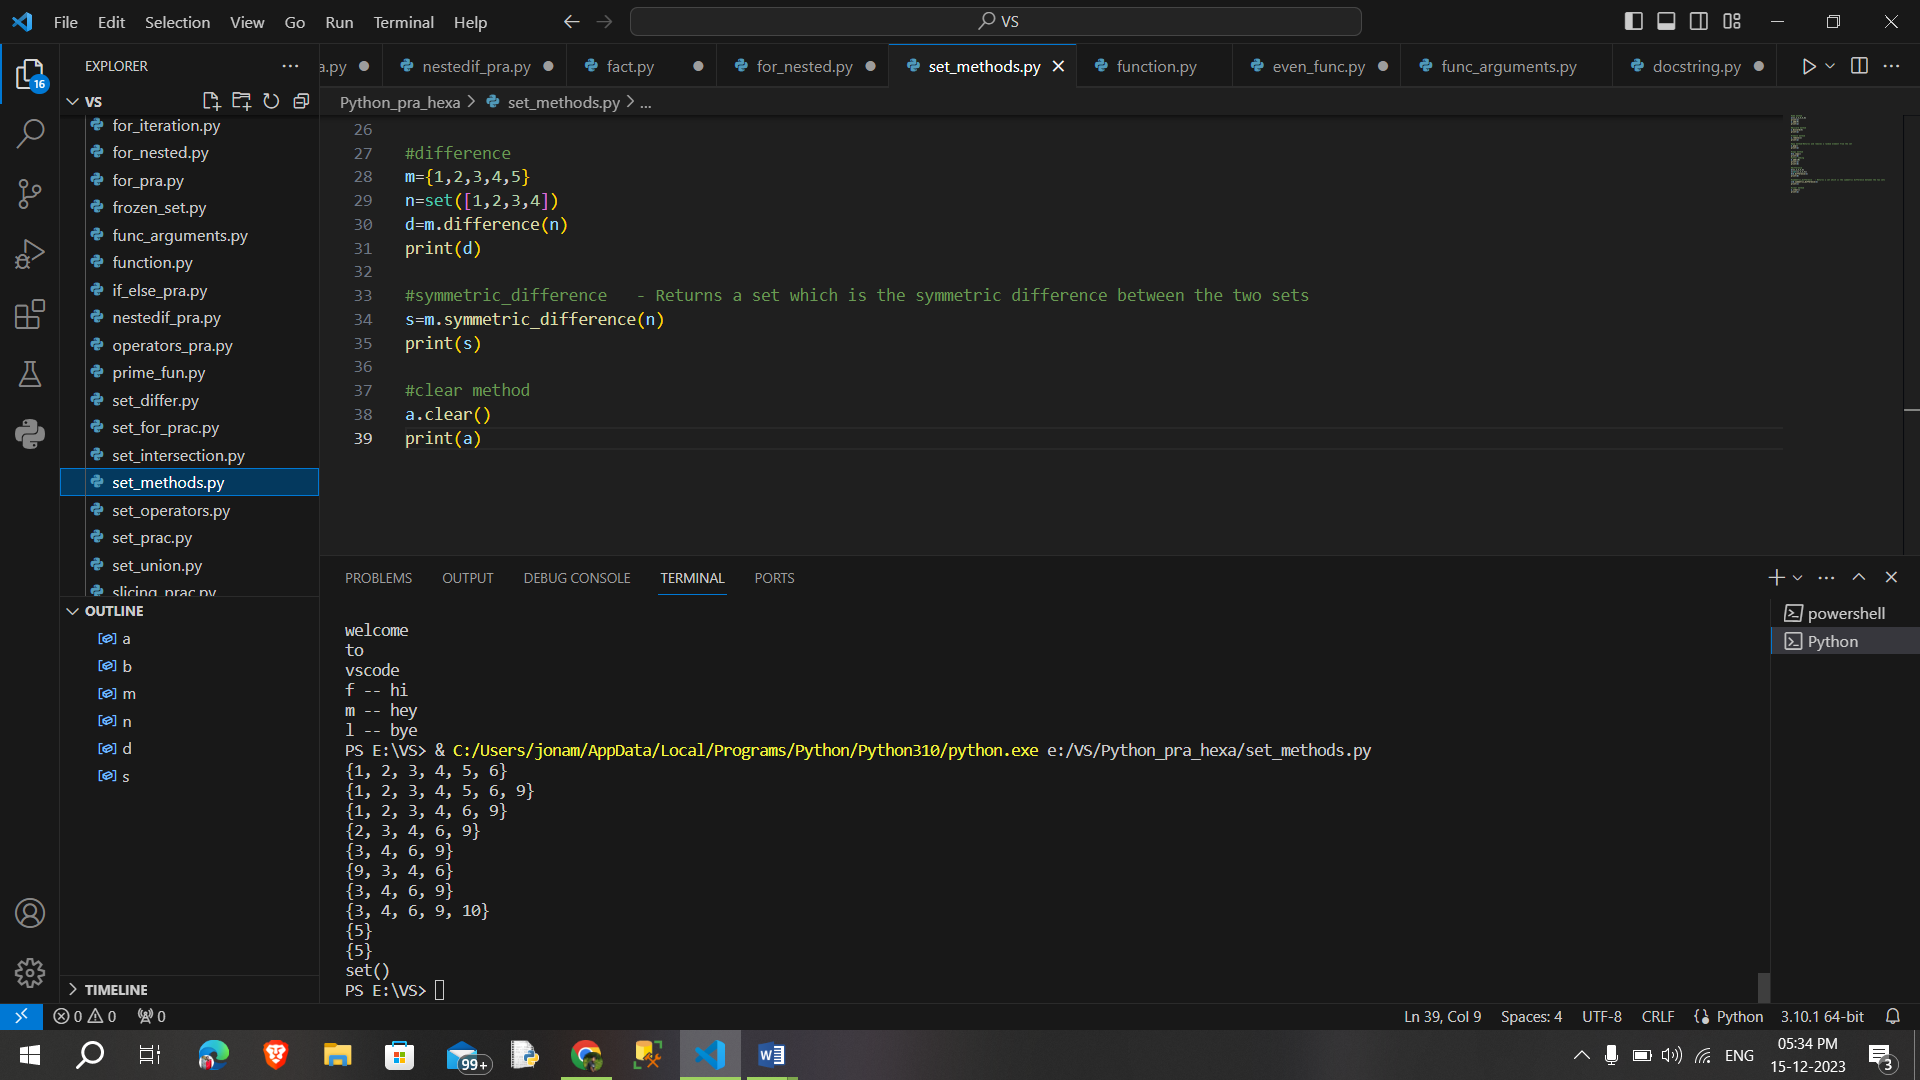 File Edit Selection View Go Run Terminal Help
VS
EXPLORER
a.py
nestedif_pra.py
fact.py
for_nested.py
set_methods.py
function.py
even_func.py
func_arguments.py
docstring.py
16
VS
Python_pra_hexa > set_methods.py > ...
for_iteration.py
for_nested.py
for_pra.py
frozen_set.py
func_arguments.py
function.py
if_else_pra.py
nestedif_pra.py
operators_pra.py
prime_fun.py
set_differ.py
set_for_prac.py
set_intersection.py
set_methods.py
set_operators.py
set_prac.py
set_union.py
slicing_prac.py
OUTLINE
a
b
m
n
d
s
TIMELINE
26
27 #difference
28 m={1,2,3,4,5}
29 n=set([1,2,3,4])
30 d=m.difference(n)
31 print(d)
32
33 #symmetric_difference - Returns a set which is the symmetric difference between the two sets
34 s=m.symmetric_difference(n)
35 print(s)
36
37 #clear method
38 a.clear()
39 print(a)
PROBLEMS OUTPUT DEBUG CONSOLE TERMINAL PORTS
powershell
Python
welcome
to
vscode
f -- hi
m -- hey
l -- bye
PS E:\VS> & C:/Users/jonam/AppData/Local/Programs/Python/Python310/python.exe e:/VS/Python_pra_hexa/set_methods.py
{1, 2, 3, 4, 5, 6}
{1, 2, 3, 4, 5, 6, 9}
{1, 2, 3, 4, 6, 9}
{2, 3, 4, 6, 9}
{3, 4, 6, 9}
{9, 3, 4, 6}
{3, 4, 6, 9}
{3, 4, 6, 9, 10}
{5}
{5}
set()
PS E:\VS>
0 0 0
Ln 39, Col 9 Spaces: 4 UTF-8 CRLF Python 3.10.1 64-bit
99+
ENG
05:34 PM
15-12-2023
3